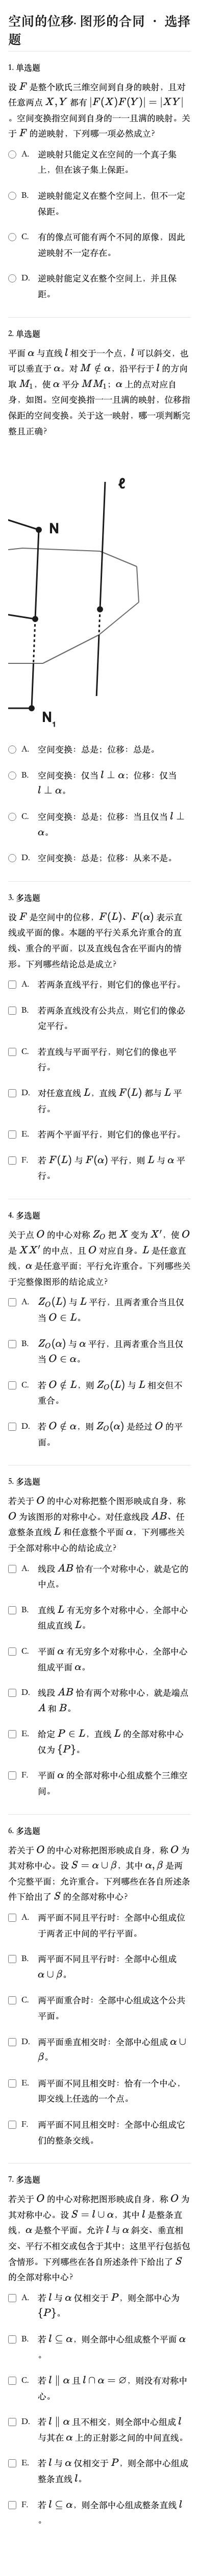 空间的位移. 图形的合同 · 选择
题
1. 单选题
设 F 是整个欧氏三维空间到自身的映射，且对
任意两点 X, Y 都有 |F(X)F(Y)| = |XY|
。空间变换指空间到自身的一一且满的映射。关
于 F 的逆映射，下列哪一项必然成立？
A. 逆映射只能定义在空间的一个真子集
上，但在该子集上保距。
B. 逆映射能定义在整个空间上，但不一定
保距。
C. 有的像点可能有两个不同的原像，因此
逆映射不一定存在。
D. 逆映射能定义在整个空间上，并且保
距。
2. 单选题
平面 α 与直线 l 相交于一个点，l 可以斜交，也
可以垂直于 α。对 M ∉ α，沿平行于 l 的方向
取 M₁，使 α 平分 MM₁；α 上的点对应自
身，如图。空间变换指一一且满的映射，位移指
保距的空间变换。关于这一映射，哪一项判断完
整且正确？
ℓ
N
N₁
A. 空间变换：总是；位移：总是。
B. 空间变换：仅当 l ⊥ α；位移：仅当
l ⊥ α。
C. 空间变换：总是；位移：当且仅当 l ⊥
α。
D. 空间变换：总是；位移：从来不是。
3. 多选题
设 F 是空间中的位移，F(L)、F(α) 表示直
线或平面的像。本题的平行关系允许重合的直
线、重合的平面，以及直线包含在平面内的情
形。下列哪些结论总是成立？
A. 若两条直线平行，则它们的像也平行。
B. 若两条直线没有公共点，则它们的像必
定平行。
C. 若直线与平面平行，则它们的像也平
行。
D. 对任意直线 L，直线 F(L) 都与 L 平
行。
E. 若两个平面平行，则它们的像也平行。
F. 若 F(L) 与 F(α) 平行，则 L 与 α 平
行。
4. 多选题
关于点 O 的中心对称 Z_O 把 X 变为 X′，使 O
是 XX′ 的中点，且 O 对应自身。L 是任意直
线，α 是任意平面；平行允许重合。下列哪些关
于完整像图形的结论成立？
A. Z_O(L) 与 L 平行，且两者重合当且仅
当 O ∈ L。
B. Z_O(α) 与 α 平行，且两者重合当且仅
当 O ∈ α。
C. 若 O ∉ L，则 Z_O(L) 与 L 相交但不
重合。
D. 若 O ∉ α，则 Z_O(α) 是经过 O 的平
面。
5. 多选题
若关于 O 的中心对称把整个图形映成自身，称
O 为该图形的对称中心。对任意线段 AB、任
意整条直线 L 和任意整个平面 α，下列哪些关
于全部对称中心的结论成立？
A. 线段 AB 恰有一个对称中心，就是它的
中点。
B. 直线 L 有无穷多个对称中心，全部中心
组成直线 L。
C. 平面 α 有无穷多个对称中心，全部中心
组成平面 α。
D. 线段 AB 恰有两个对称中心，就是端点
A 和 B。
E. 给定 P ∈ L，直线 L 的全部对称中心
仅为 {P}。
F. 平面 α 的全部对称中心组成整个三维空
间。
6. 多选题
若关于 O 的中心对称把图形映成自身，称 O 为
其对称中心。设 S = α ∪ β，其中 α, β 是两
个完整平面，允许重合。下列哪些在各自所述条
件下给出了 S 的全部对称中心？
A. 两平面不同且平行时：全部中心组成位
于两者正中间的平行平面。
B. 两平面不同且平行时：全部中心组成
α ∪ β。
C. 两平面重合时：全部中心组成这个公共
平面。
D. 两平面垂直相交时：全部中心组成 α ∪
β。
E. 两平面不同且相交时：恰有一个中心，
即交线上任选的一个点。
F. 两平面不同且相交时：全部中心组成它
们的整条交线。
7. 多选题
若关于 O 的中心对称把图形映成自身，称 O 为
其对称中心。设 S = l ∪ α，其中 l 是整条直
线，α 是整个平面。允许 l 与 α 斜交、垂直相
交、平行不相交或包含于其中；这里平行包括包
含情形。下列哪些在各自所述条件下给出了 S
的全部对称中心？
A. 若 l 与 α 仅相交于 P，则全部中心为
{P}。
B. 若 l ⊆ α，则全部中心组成整个平面 α
。
C. 若 l ∥ α 且 l ∩ α = ∅，则没有对称中
心。
D. 若 l ∥ α 且不相交，则全部中心组成 l
与其在 α 上的正射影之间的中间直线。
E. 若 l 与 α 仅相交于 P，则全部中心组成
整条直线 l。
F. 若 l ⊆ α，则全部中心组成整条直线 l
。